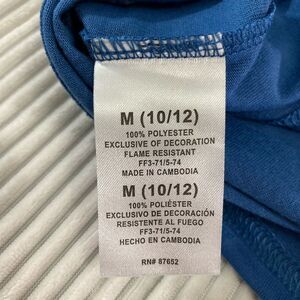 M (10/12)
100% POLYESTER
EXCLUSIVE OF DECORATION
FLAME RESISTANT
FF3-71/5-74
MADE IN CAMBODIA
M (10/12)
100% POLIÉSTER
EXCLUSIVO DE DECORACIÓN
RESISTENTE AL FUEGO
FF3-71/5-74
HECHO EN CAMBODIA
RN# 87652